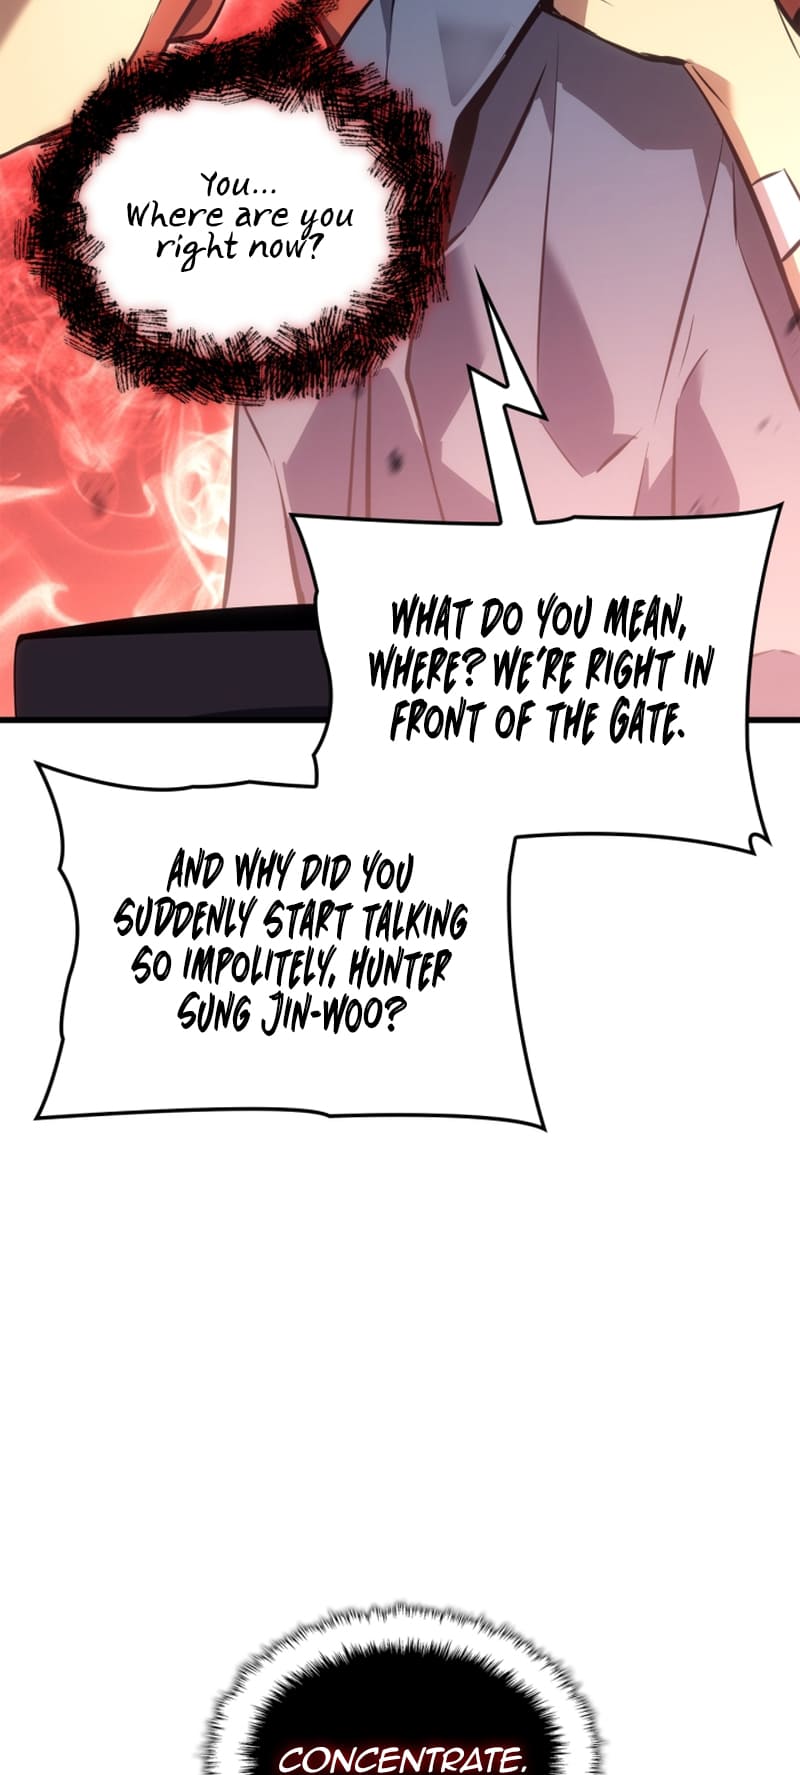 You...
Where are you
right now?
WHAT DO YOU MEAN,
WHERE? WE'RE RIGHT IN
FRONT OF THE GATE.
AND WHY DID YOU
SUDDENLY START TALKING
SO IMPOLITELY, HUNTER
SUNG JIN-WOO?
CONCENTRATE.